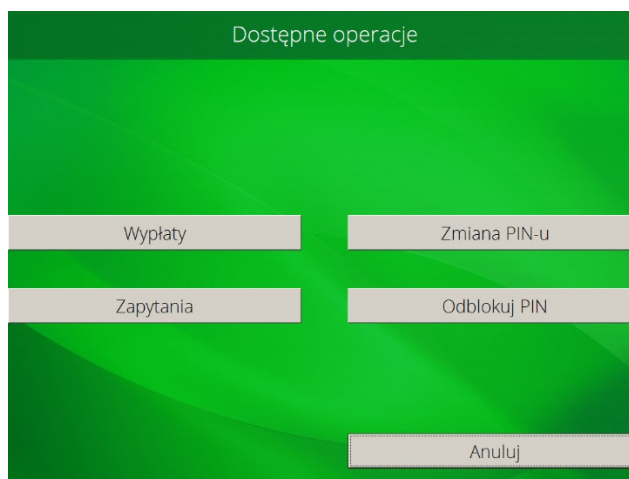 Dostępne operacje
Wypłaty
Zmiana PIN-u
Zapytania
Odblokuj PIN
Anuluj